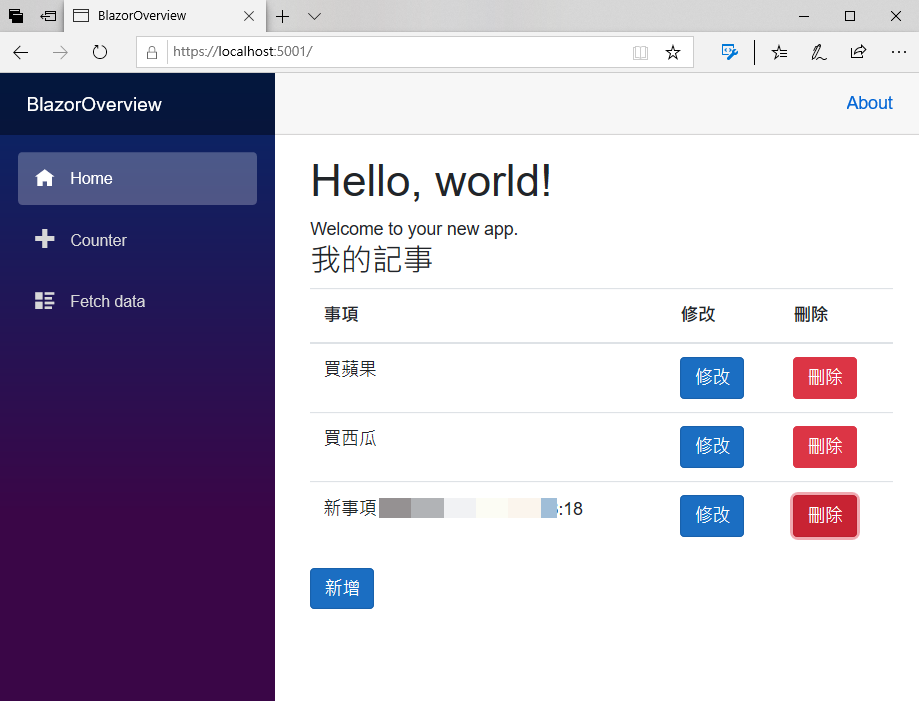 BlazorOverview
https://localhost:5001/
BlazorOverview
About
Home
Counter
Fetch data
Hello, world!
Welcome to your new app.
我的記事
事項 修改 刪除
買蘋果 修改 刪除
買西瓜 修改 刪除
新事項 :18 修改 刪除
新增